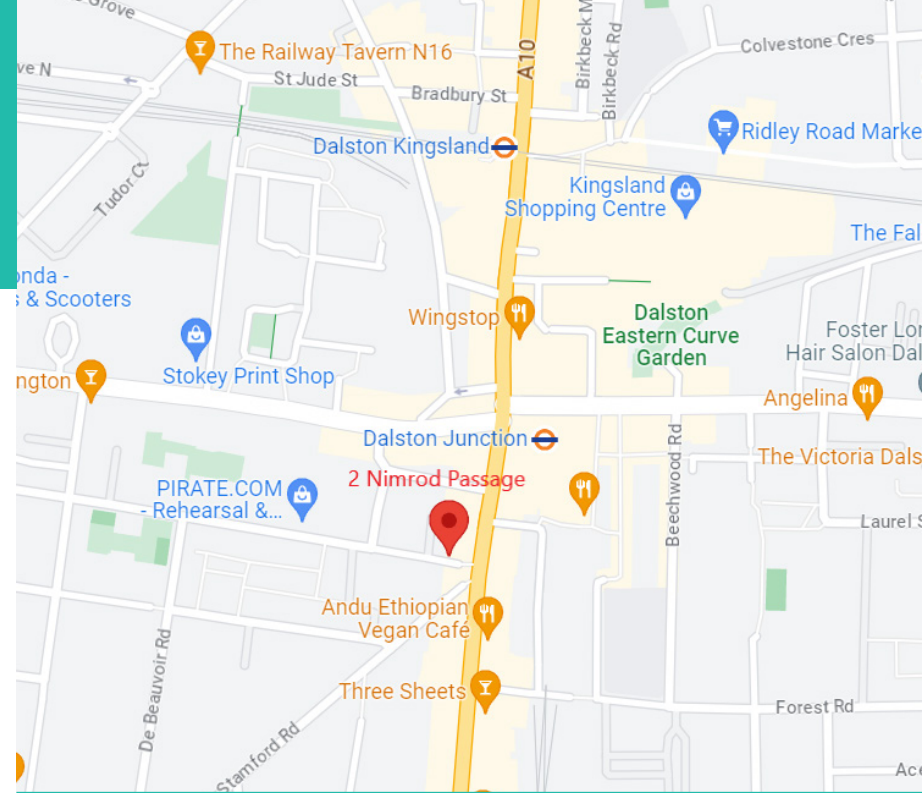 Grove
The Railway Tavern N16
ve N
St Jude St
Bradbury St
A10
Birkbeck M
Birkbeck Rd
Colvestone Cres
Dalston Kingsland
Ridley Road Marke
Tudor Ct
Kingsland
Shopping Centre
The Fal
onda -
s & Scooters
Wingstop
Dalston
Eastern Curve
Garden
Foster Lor
Hair Salon Dal
Stokey Print Shop
ngton
Angelina
Dalston Junction
The Victoria Dals
2 Nimrod Passage
PIRATE.COM
- Rehearsal &...
Beechwood Rd
Laurel S
Andu Ethiopian
Vegan Café
De Beauvoir Rd
Three Sheets
Forest Rd
Stamford Rd
Ace